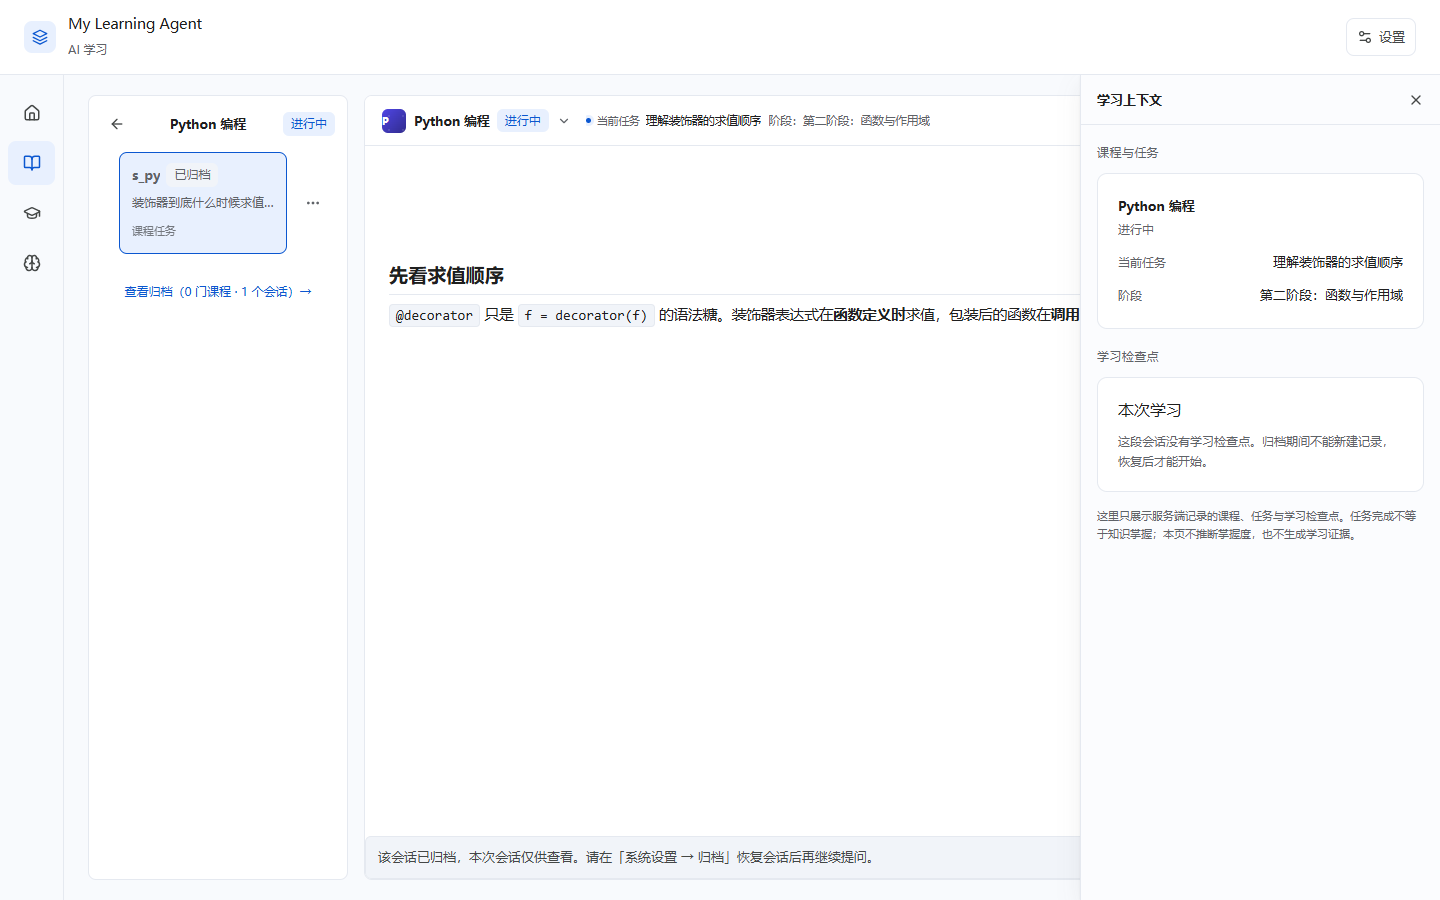 My Learning Agent
AI 学习
设置
Python 编程
进行中
s_py
已归档
装饰器到底什么时候求值...
课程任务
查看归档（0 门课程 · 1 个会话）→
P
Python 编程
进行中
当前任务 理解装饰器的求值顺序 阶段：第二阶段：函数与作用域
先看求值顺序
@decorator 只是 f = decorator(f) 的语法糖。装饰器表达式在函数定义时求值，包装后的函数在调用
该会话已归档，本次会话仅供查看。请在「系统设置 → 归档」恢复会话后再继续提问。
学习上下文
课程与任务
Python 编程
进行中
当前任务 理解装饰器的求值顺序
阶段 第二阶段：函数与作用域
学习检查点
本次学习
这段会话没有学习检查点。归档期间不能新建记录，
恢复后才能开始。
这里只展示服务端记录的课程、任务与学习检查点。任务完成不等
于知识掌握；本页不推断掌握度，也不生成学习证据。